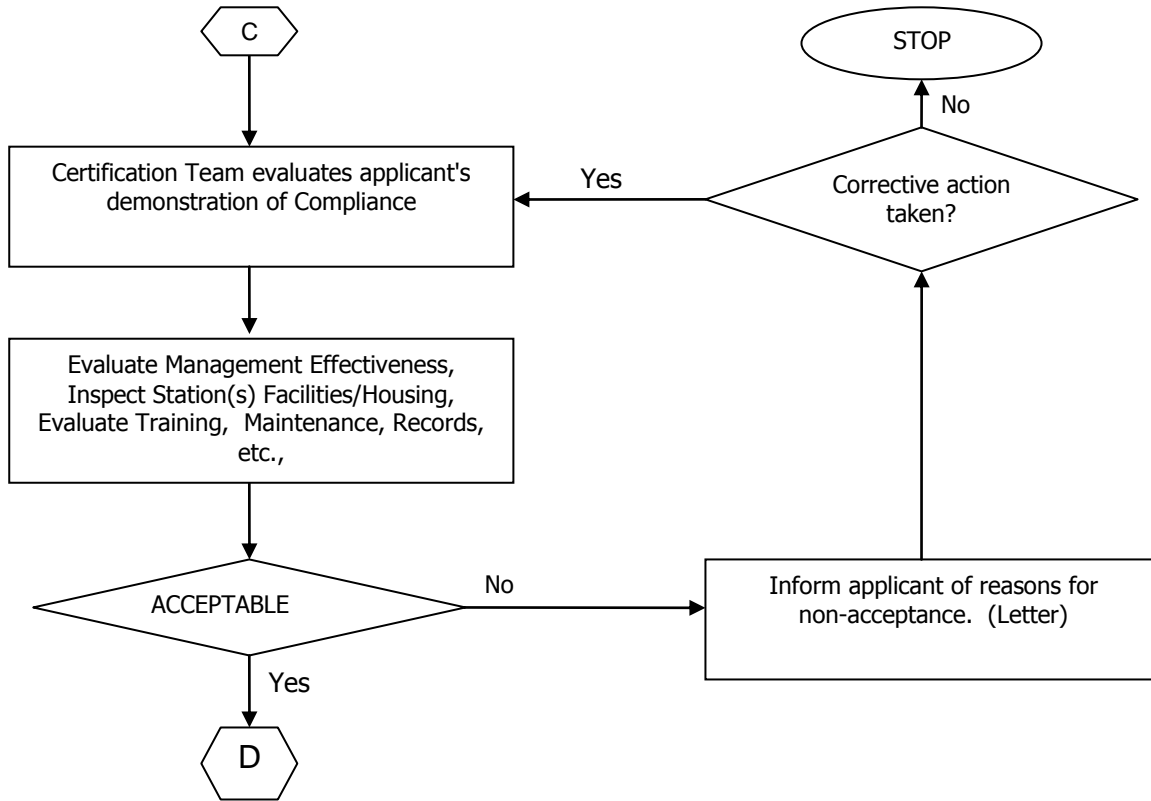 C
Certification Team evaluates applicant's
demonstration of Compliance
Evaluate Management Effectiveness,
Inspect Station(s) Facilities/Housing,
Evaluate Training,  Maintenance, Records,
etc.,
ACCEPTABLE
No
Yes
D
Inform applicant of reasons for
non-acceptance.  (Letter)
Corrective action
taken?
Yes
No
STOP